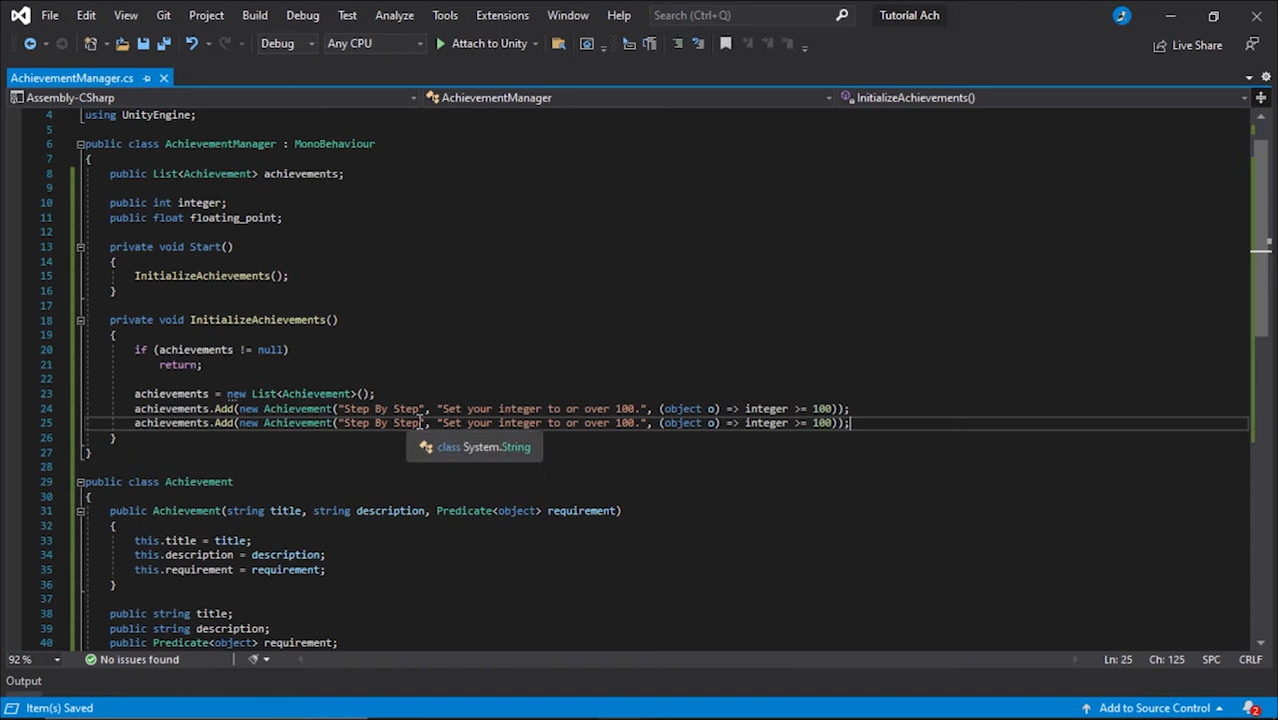 File Edit View Git Project Build Debug Test Analyze Tools Extensions Window Help Search (Ctrl+Q) Tutorial Ach
Debug Any CPU Attach to Unity Live Share
AchievementManager.cs
Assembly-CSharp AchievementManager InitializeAchievements()
4 using UnityEngine;
5
6 public class AchievementManager : MonoBehaviour
7 {
8 public List<Achievement> achievements;
9
10 public int integer;
11 public float floating_point;
12
13 private void Start()
14 {
15 InitializeAchievements();
16 }
17
18 private void InitializeAchievements()
19 {
20 if (achievements != null)
21 return;
22
23 achievements = new List<Achievement>();
24 achievements.Add(new Achievement("Step By Step", "Set your integer to or over 100.", (object o) => integer >= 100));
25 achievements.Add(new Achievement("Step By Step", "Set your integer to or over 100.", (object o) => integer >= 100));
26 }
class System.String
27 }
28
29 public class Achievement
30 {
31 public Achievement(string title, string description, Predicate<object> requirement)
32 {
33 this.title = title;
34 this.description = description;
35 this.requirement = requirement;
36 }
37
38 public string title;
39 public string description;
40 public Predicate<object> requirement;
92 % No issues found Ln: 25 Ch: 125 SPC CRLF
Output
Item(s) Saved Add to Source Control 2